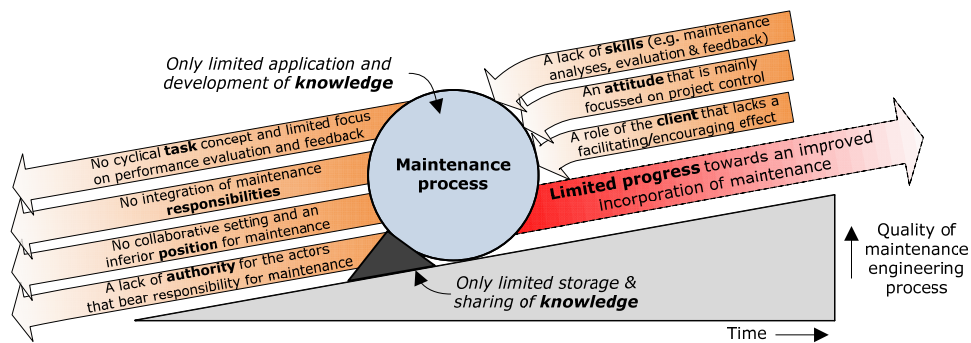 Only limited application and
development of knowledge
A lack of skills (e.g. maintenance
analyses, evaluation & feedback)
An attitude that is mainly
focussed on project control
A role of the client that lacks a
facilitating/encouraging effect
No cyclical task concept and limited focus
on performance evaluation and feedback
No integration of maintenance
responsibilities
No collaborative setting and an
inferior position for maintenance
A lack of authority for the actors
that bear responsibility for maintenance
Maintenance
process
Limited progress towards an improved
Incorporation of maintenance
Only limited storage &
sharing of knowledge
Quality of
maintenance
engineering
process
Time